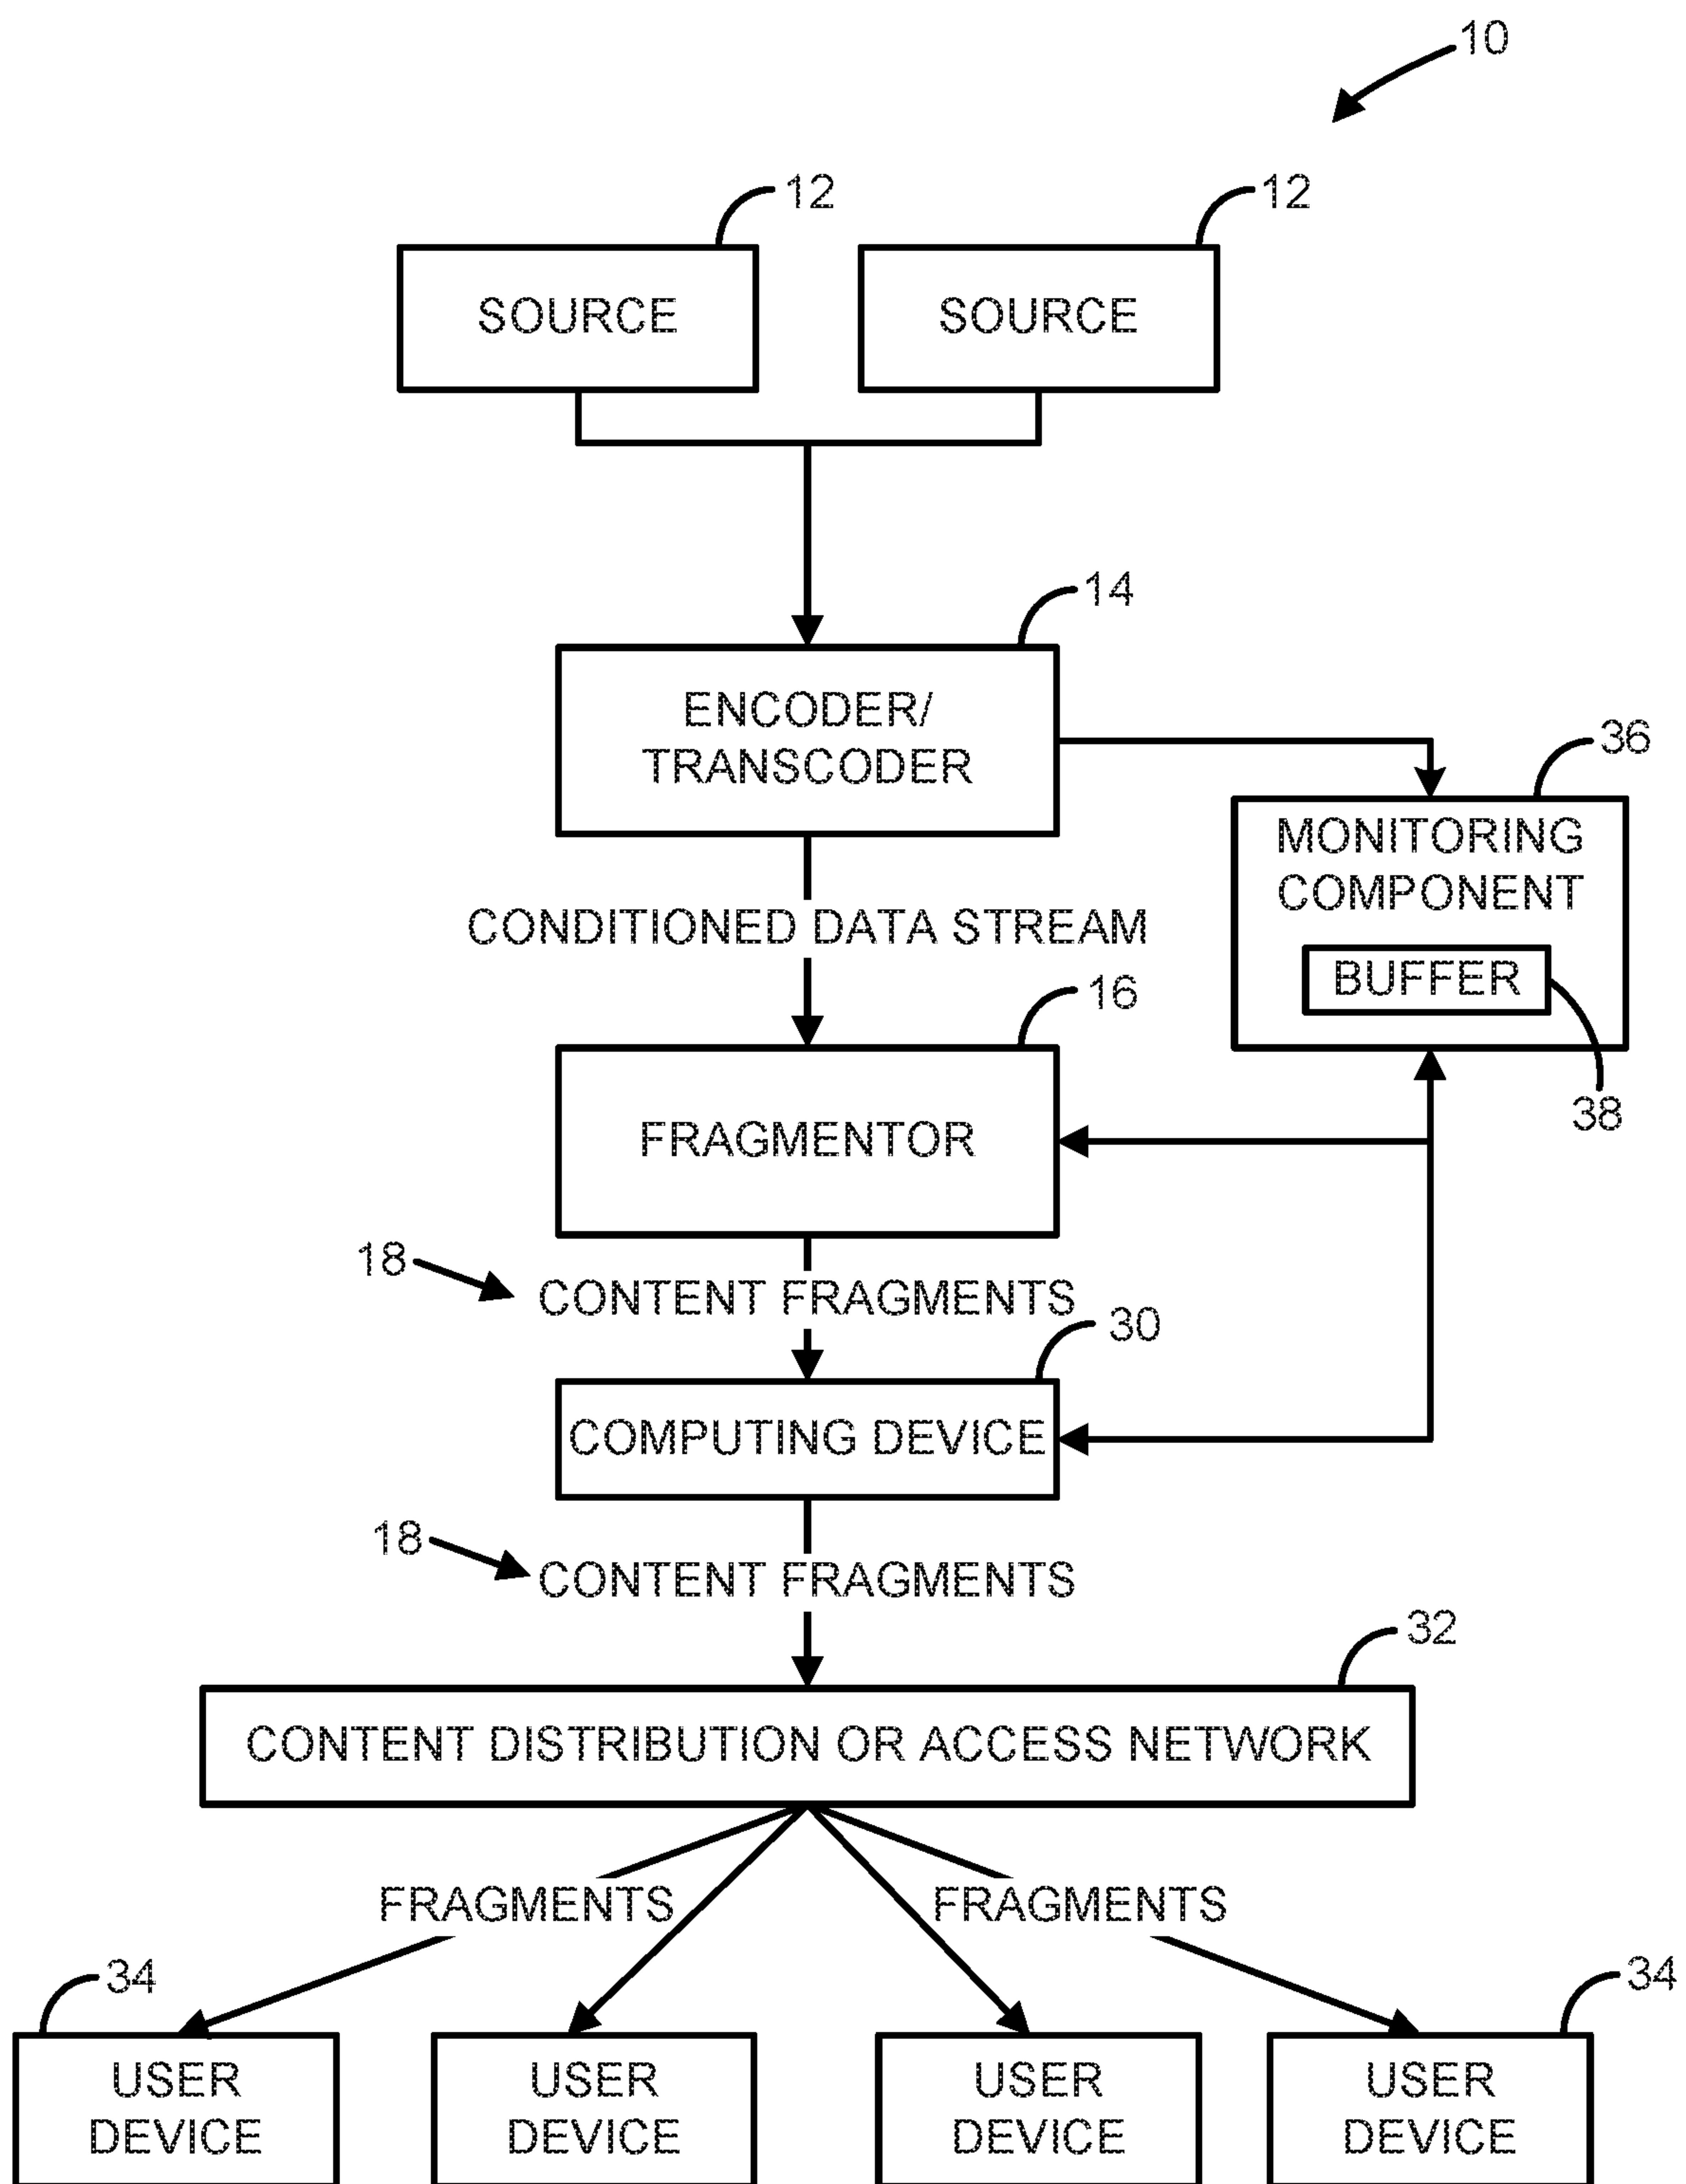 10
12
12
SOURCE
SOURCE
14
ENCODER/
TRANSCODER
36
MONITORING
COMPONENT
BUFFER
38
CONDITIONED DATA STREAM
16
FRAGMENTOR
18
CONTENT FRAGMENTS
30
COMPUTING DEVICE
18
CONTENT FRAGMENTS
32
CONTENT DISTRIBUTION OR ACCESS NETWORK
FRAGMENTS
FRAGMENTS
34
34
USER
DEVICE
USER
DEVICE
USER
DEVICE
USER
DEVICE